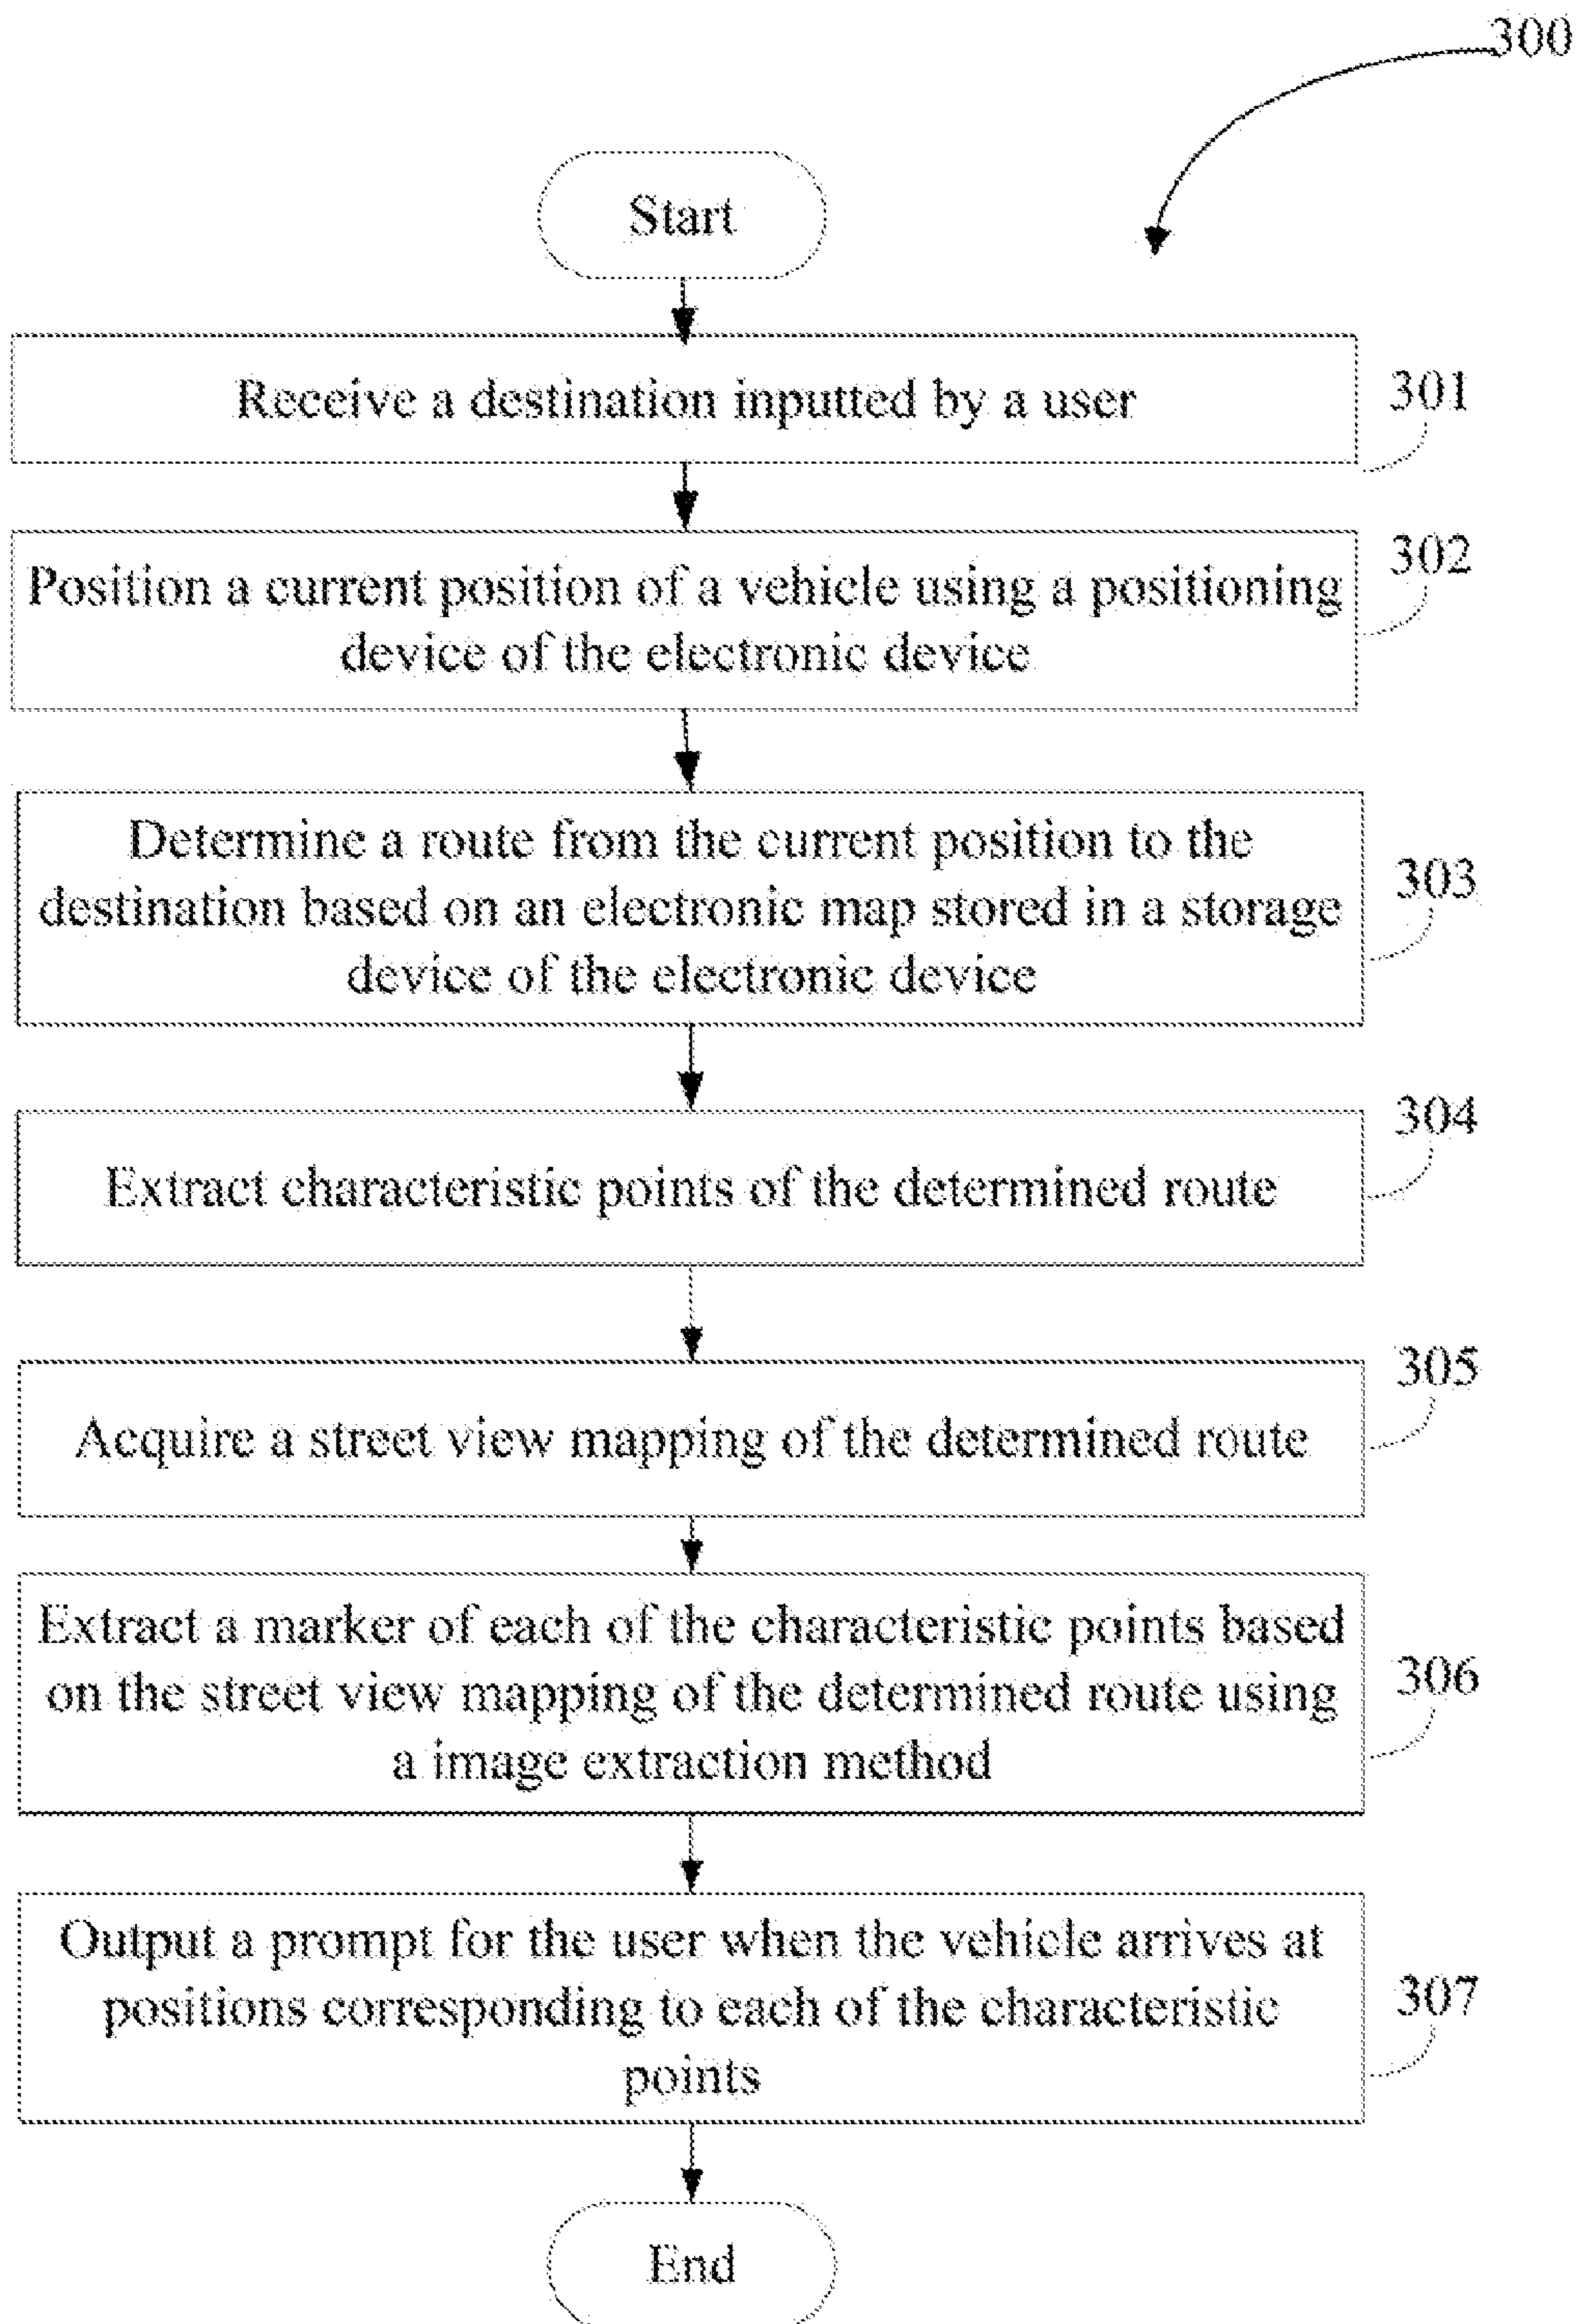 300
Start
Receive a destination inputted by a user
301
Position a current position of a vehicle using a positioning
device of the electronic device
302
Determine a route from the current position to the
destination based on an electronic map stored in a storage
device of the electronic device
303
Extract characteristic points of the determined route
304
Acquire a street view mapping of the determined route
305
Extract a marker of each of the characteristic points based
on the street view mapping of the determined route using
a image extraction method
306
Output a prompt for the user when the vehicle arrives at
positions corresponding to each of the characteristic
points
307
End